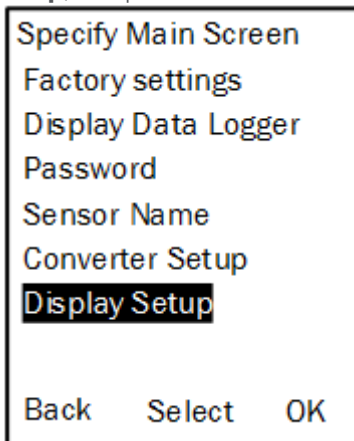 Specify Main Screen
Factory settings
Display Data Logger
Password
Sensor Name
Converter Setup
Display Setup
Back Select OK